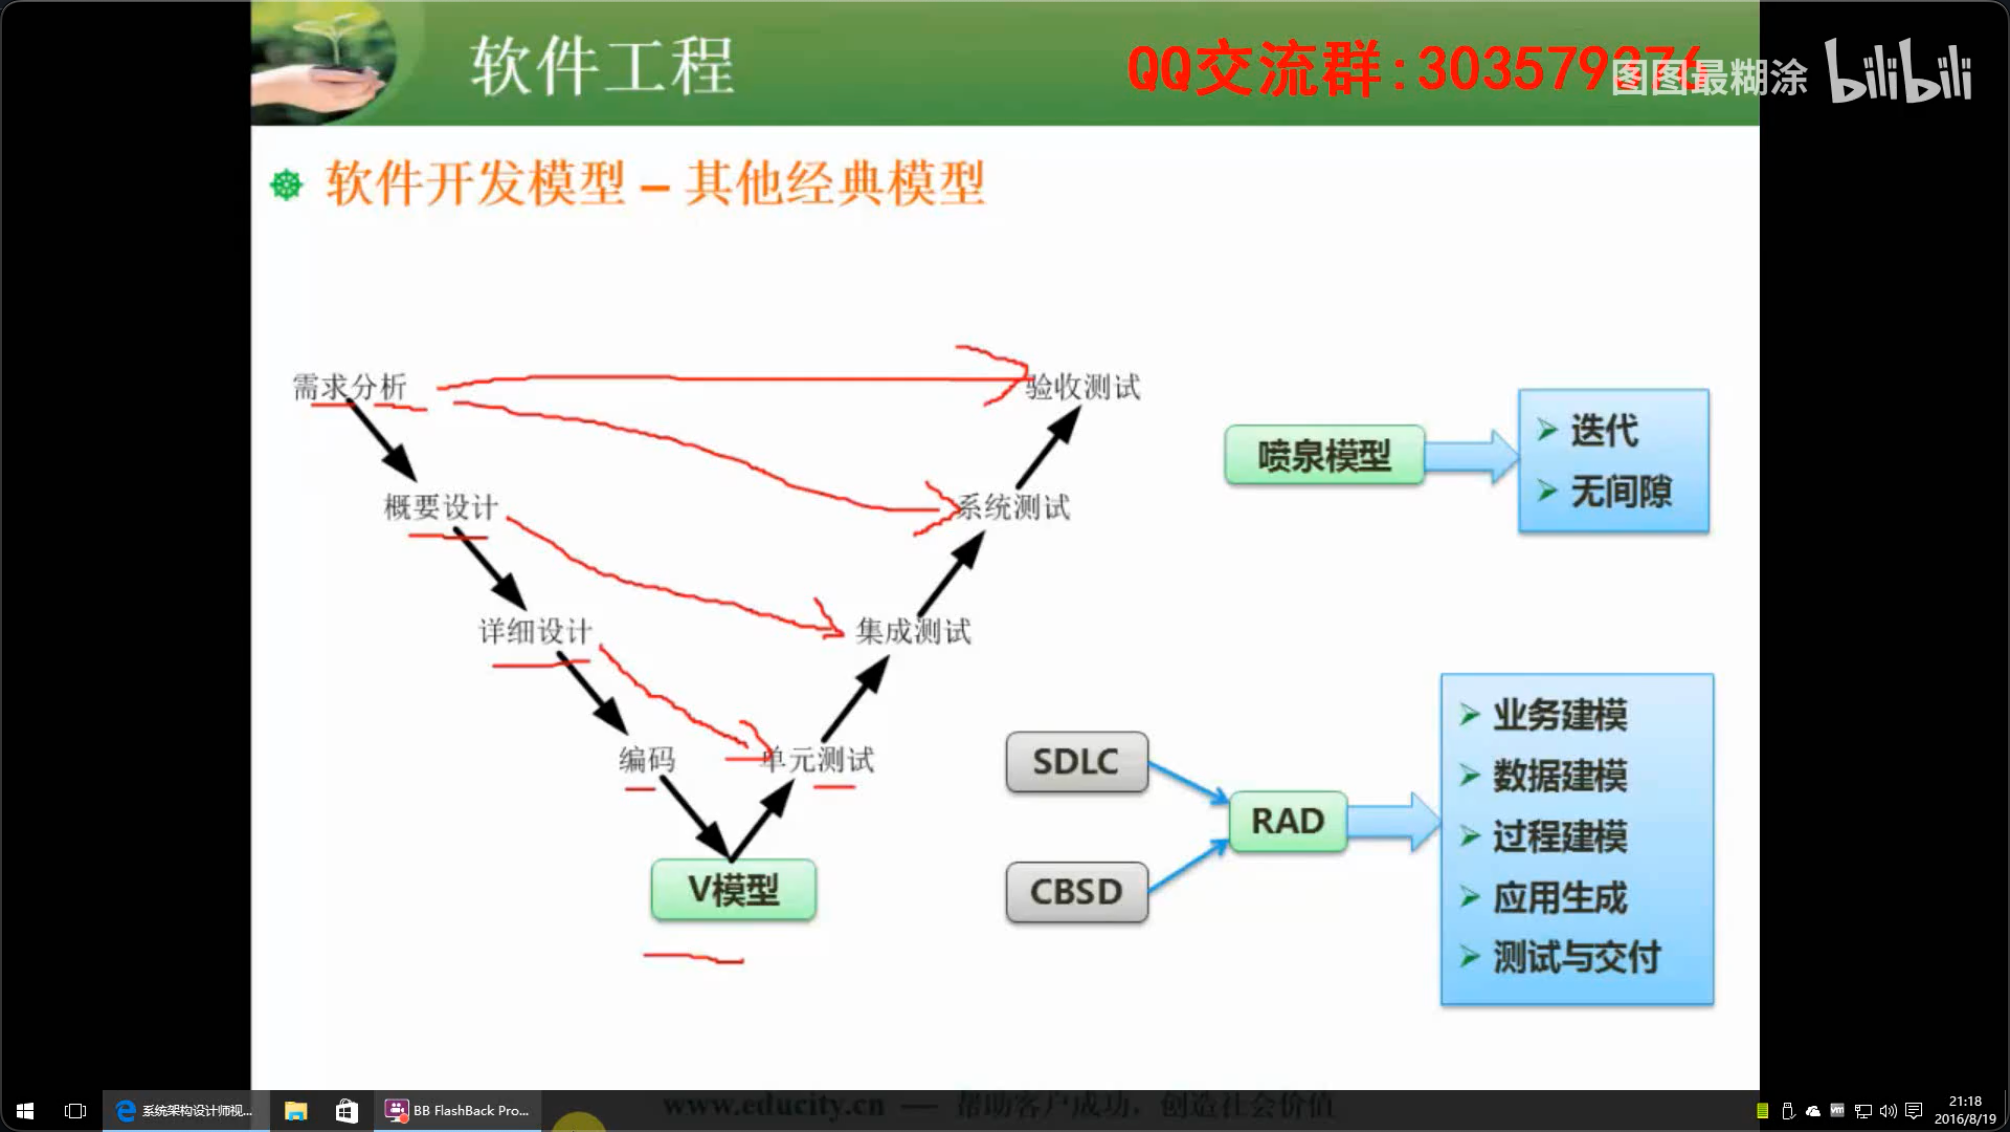 软件工程
QQ交流群:303579
图图最糊涂 bilibili
软件开发模型 – 其他经典模型
需求分析
验收测试
概要设计
系统测试
详细设计
集成测试
编码
单元测试
V模型
喷泉模型
迭代
无间隙
SDLC
CBSD
RAD
业务建模
数据建模
过程建模
应用生成
测试与交付
www.educity.cn — 帮助客户成功，创造社会价值
系统架构设计师视...
BB FlashBack Pro...
21:18
2016/8/19